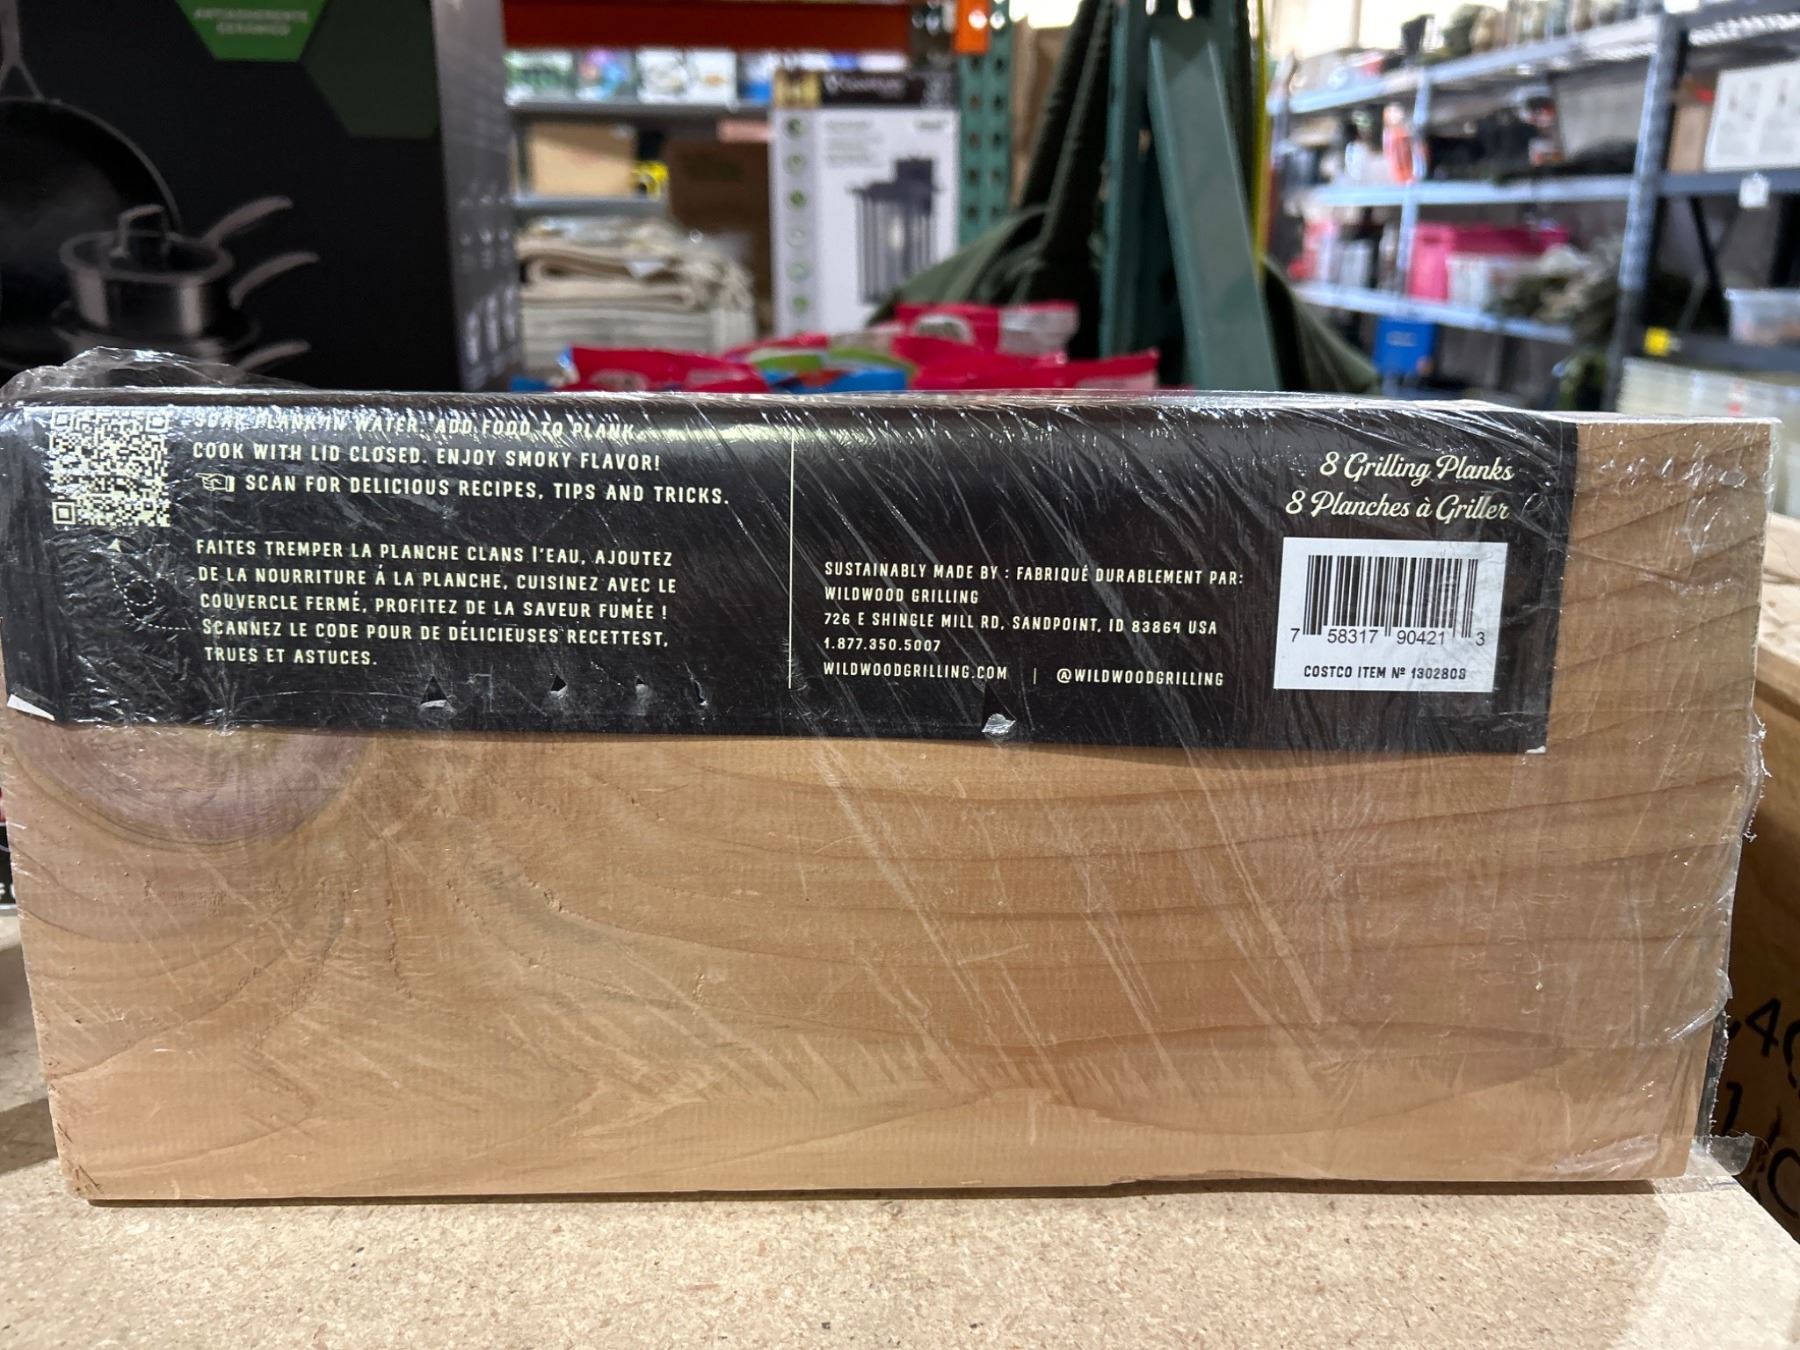 ANTIADHERENTE
CERÁMICO
SOAK PLANK IN WATER. ADD FOOD TO PLANK.
COOK WITH LID CLOSED. ENJOY SMOKY FLAVOR!
SCAN FOR DELICIOUS RECIPES, TIPS AND TRICKS.
FAITES TREMPER LA PLANCHE CLANS l'EAU, AJOUTEZ
DE LA NOURRITURE Á LA PLANCHE, CUISINEZ AVEC LE
COUVERCLE FERMÉ, PROFITEZ DE LA SAVEUR FUMÉE !
SCANNEZ LE CODE POUR DE DÉLICIEUSES RECETTEST,
TRUES ET ASTUCES.
SUSTAINABLY MADE BY : FABRIQUÉ DURABLEMENT PAR:
WILDWOOD GRILLING
726 E SHINGLE MILL RD, SANDPOINT, ID 83864 USA
1.877.350.5007
WILDWOODGRILLING.COM | @WILDWOODGRILLING
8 Grilling Planks
8 Planches à Griller
7 58317 90421 3
COSTCO ITEM Nº 1302808